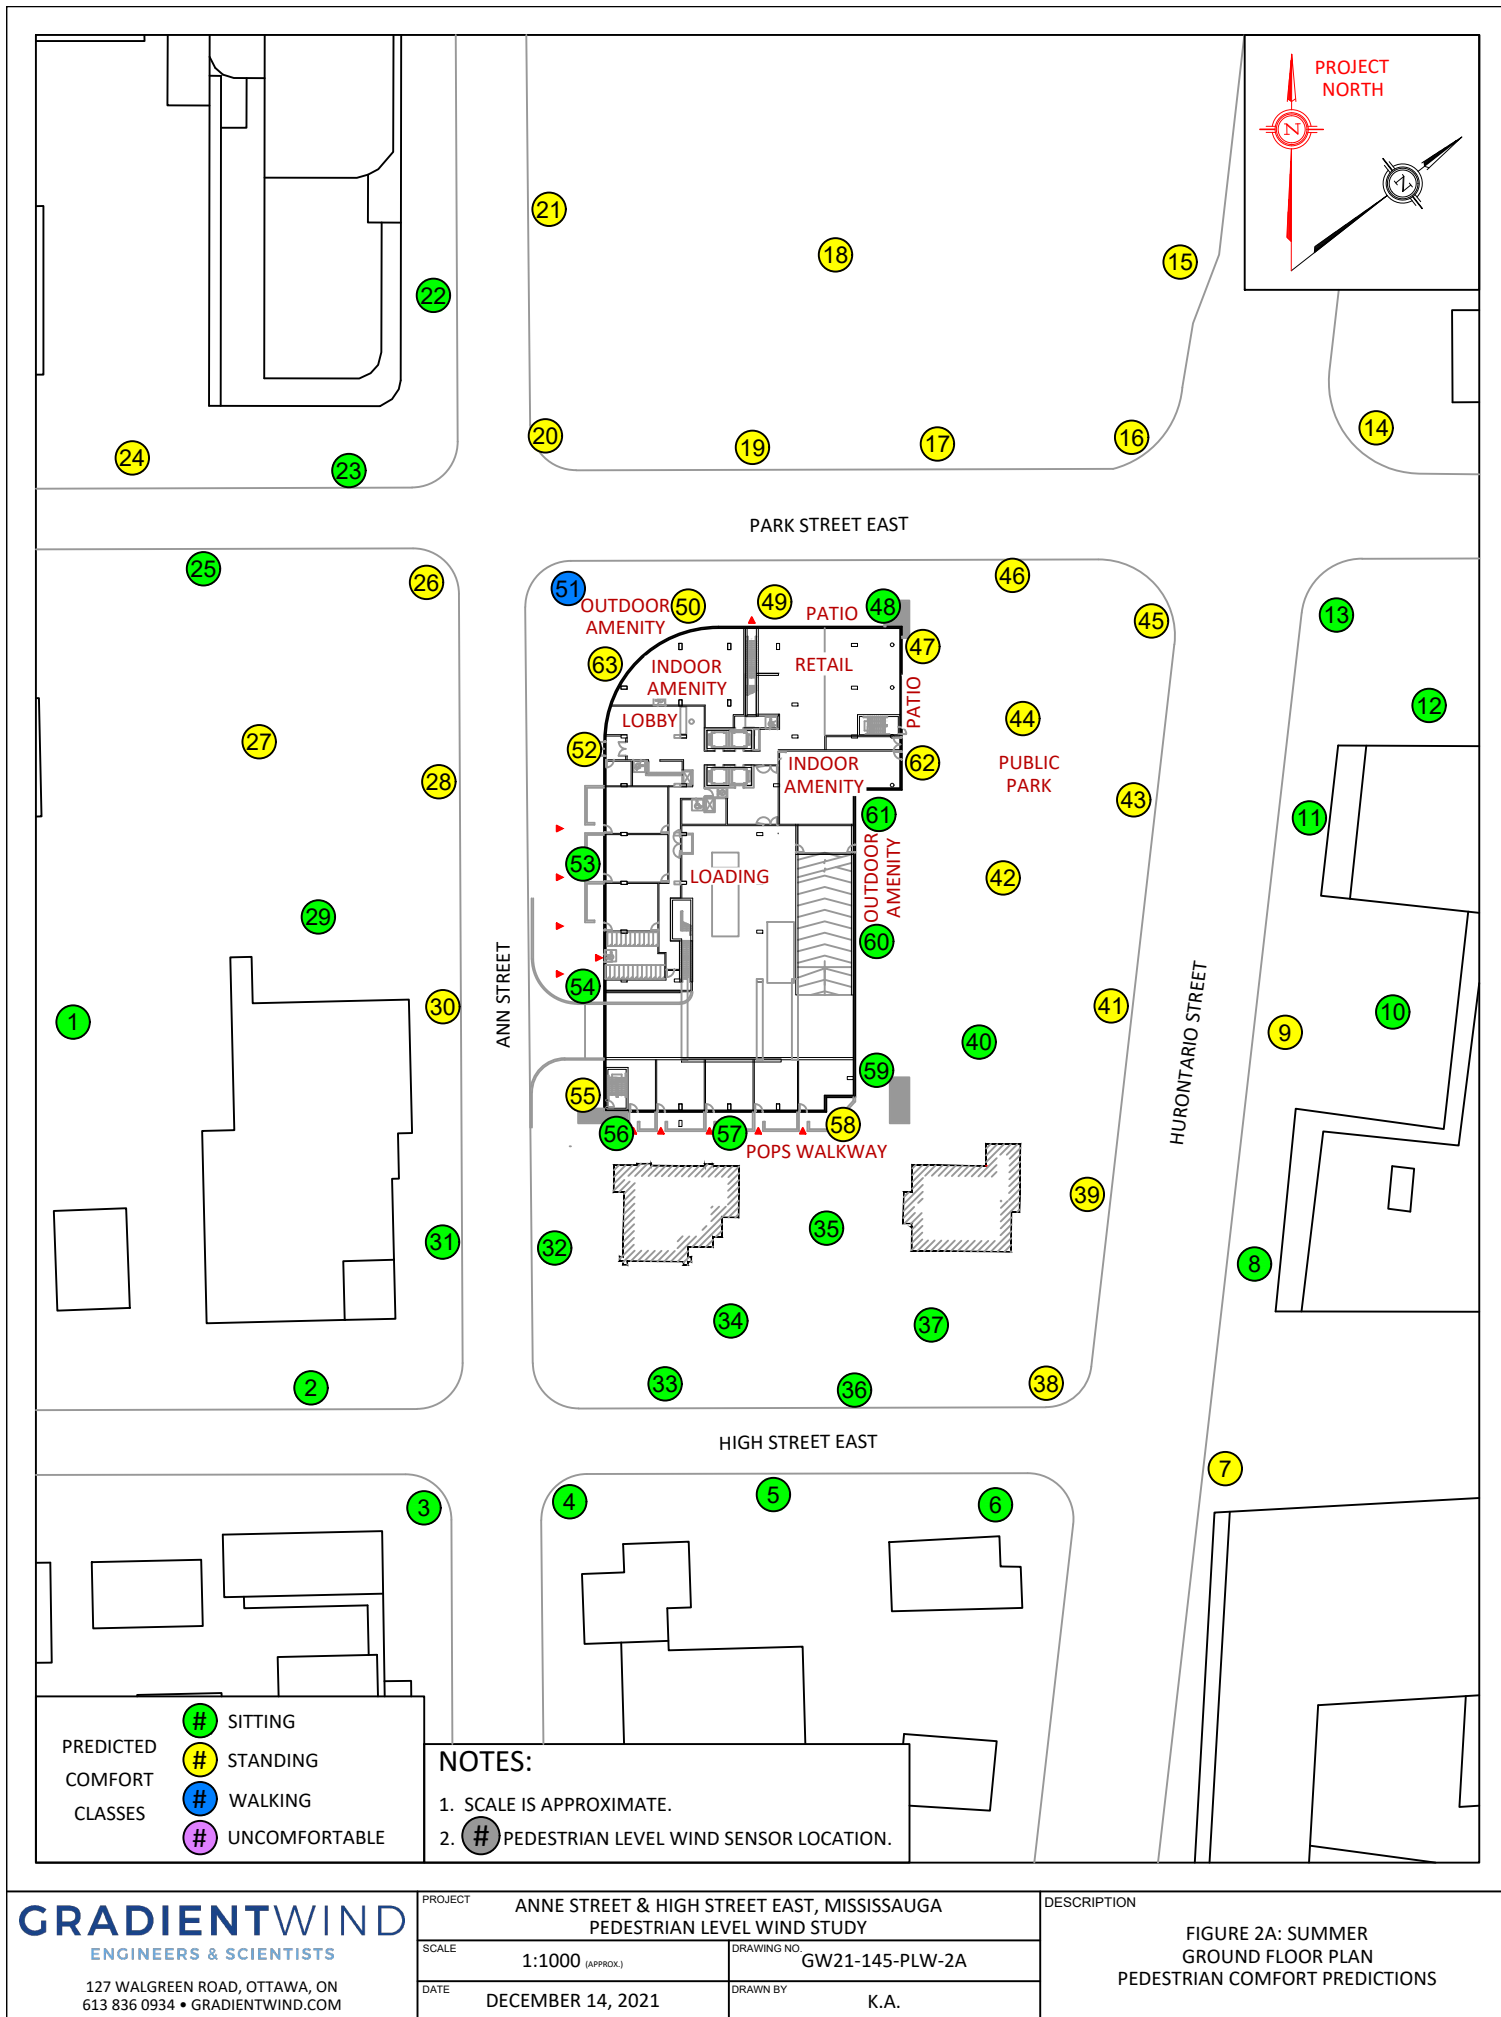 PROJECT
NORTH
N
N
21
18
15
22
20
19
17
16
14
24
23
PARK STREET EAST
25
26
51
OUTDOOR
AMENITY
50
49
PATIO
48
46
45
13
63
INDOOR
AMENITY
RETAIL
47
LOBBY
PATIO
44
12
27
52
28
INDOOR
AMENITY
62
PUBLIC
PARK
43
61
11
53
LOADING
OUTDOOR
AMENITY
42
29
60
ANN STREET
54
30
1
41
HURONTARIO STREET
10
9
40
59
55
56
57
58
POPS WALKWAY
39
31
32
35
8
34
37
2
33
36
38
HIGH STREET EAST
7
3
4
5
6
PREDICTED
COMFORT
CLASSES
# SITTING
# STANDING
# WALKING
# UNCOMFORTABLE
NOTES:
1. SCALE IS APPROXIMATE.
2. # PEDESTRIAN LEVEL WIND SENSOR LOCATION.
GRADIENTWIND
ENGINEERS & SCIENTISTS
127 WALGREEN ROAD, OTTAWA, ON
613 836 0934 • GRADIENTWIND.COM
PROJECT
ANNE STREET & HIGH STREET EAST, MISSISSAUGA
PEDESTRIAN LEVEL WIND STUDY
SCALE
1:1000 (APPROX.)
DRAWING NO.
GW21-145-PLW-2A
DATE
DECEMBER 14, 2021
DRAWN BY
K.A.
DESCRIPTION
FIGURE 2A: SUMMER
GROUND FLOOR PLAN
PEDESTRIAN COMFORT PREDICTIONS